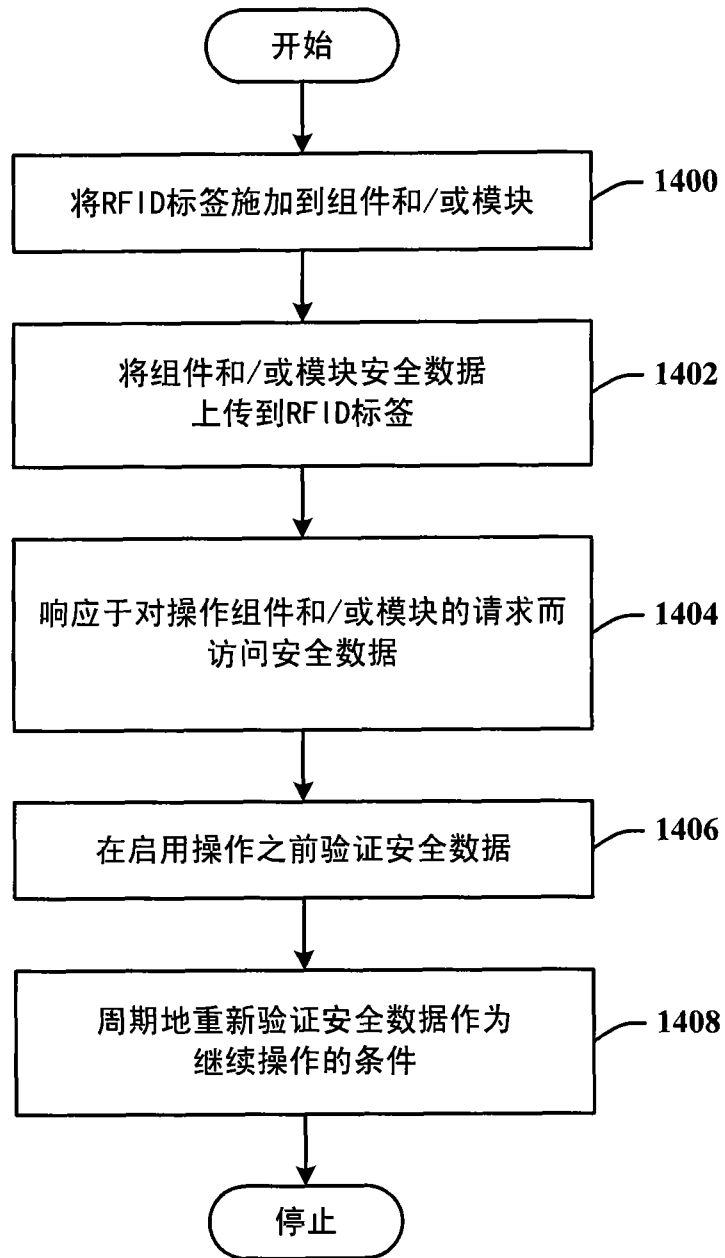 开始
将RFID标签施加到组件和/或模块
1400
将组件和/或模块安全数据
上传到RFID标签
1402
响应于对操作组件和/或模块的请求而
访问安全数据
1404
在启用操作之前验证安全数据
1406
周期地重新验证安全数据作为
继续操作的条件
1408
停止